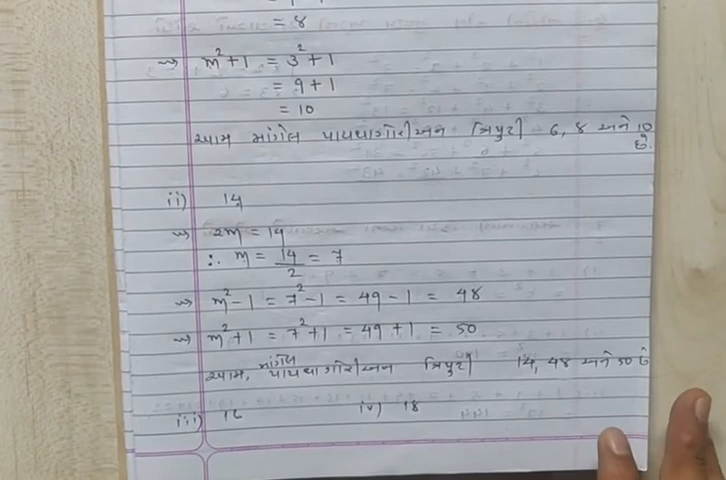 = 8
⇝ m²+1 = 3²+1
= 9+1
= 10
આમ માંગેલ પાયથાગોરીઅન ત્રિપુટી 6, 8 અને 10 છે.
ii) 14
⇝ 2m = 14
∴ m = 14/2 = 7
⇝ m²-1 = 7²-1 = 49-1 = 48
⇝ m²+1 = 7²+1 = 49+1 = 50
આમ, માંગેલ પાયથાગોરીઅન ત્રિપુટી 14, 48 અને 50 છે
iii) 16 iv) 18